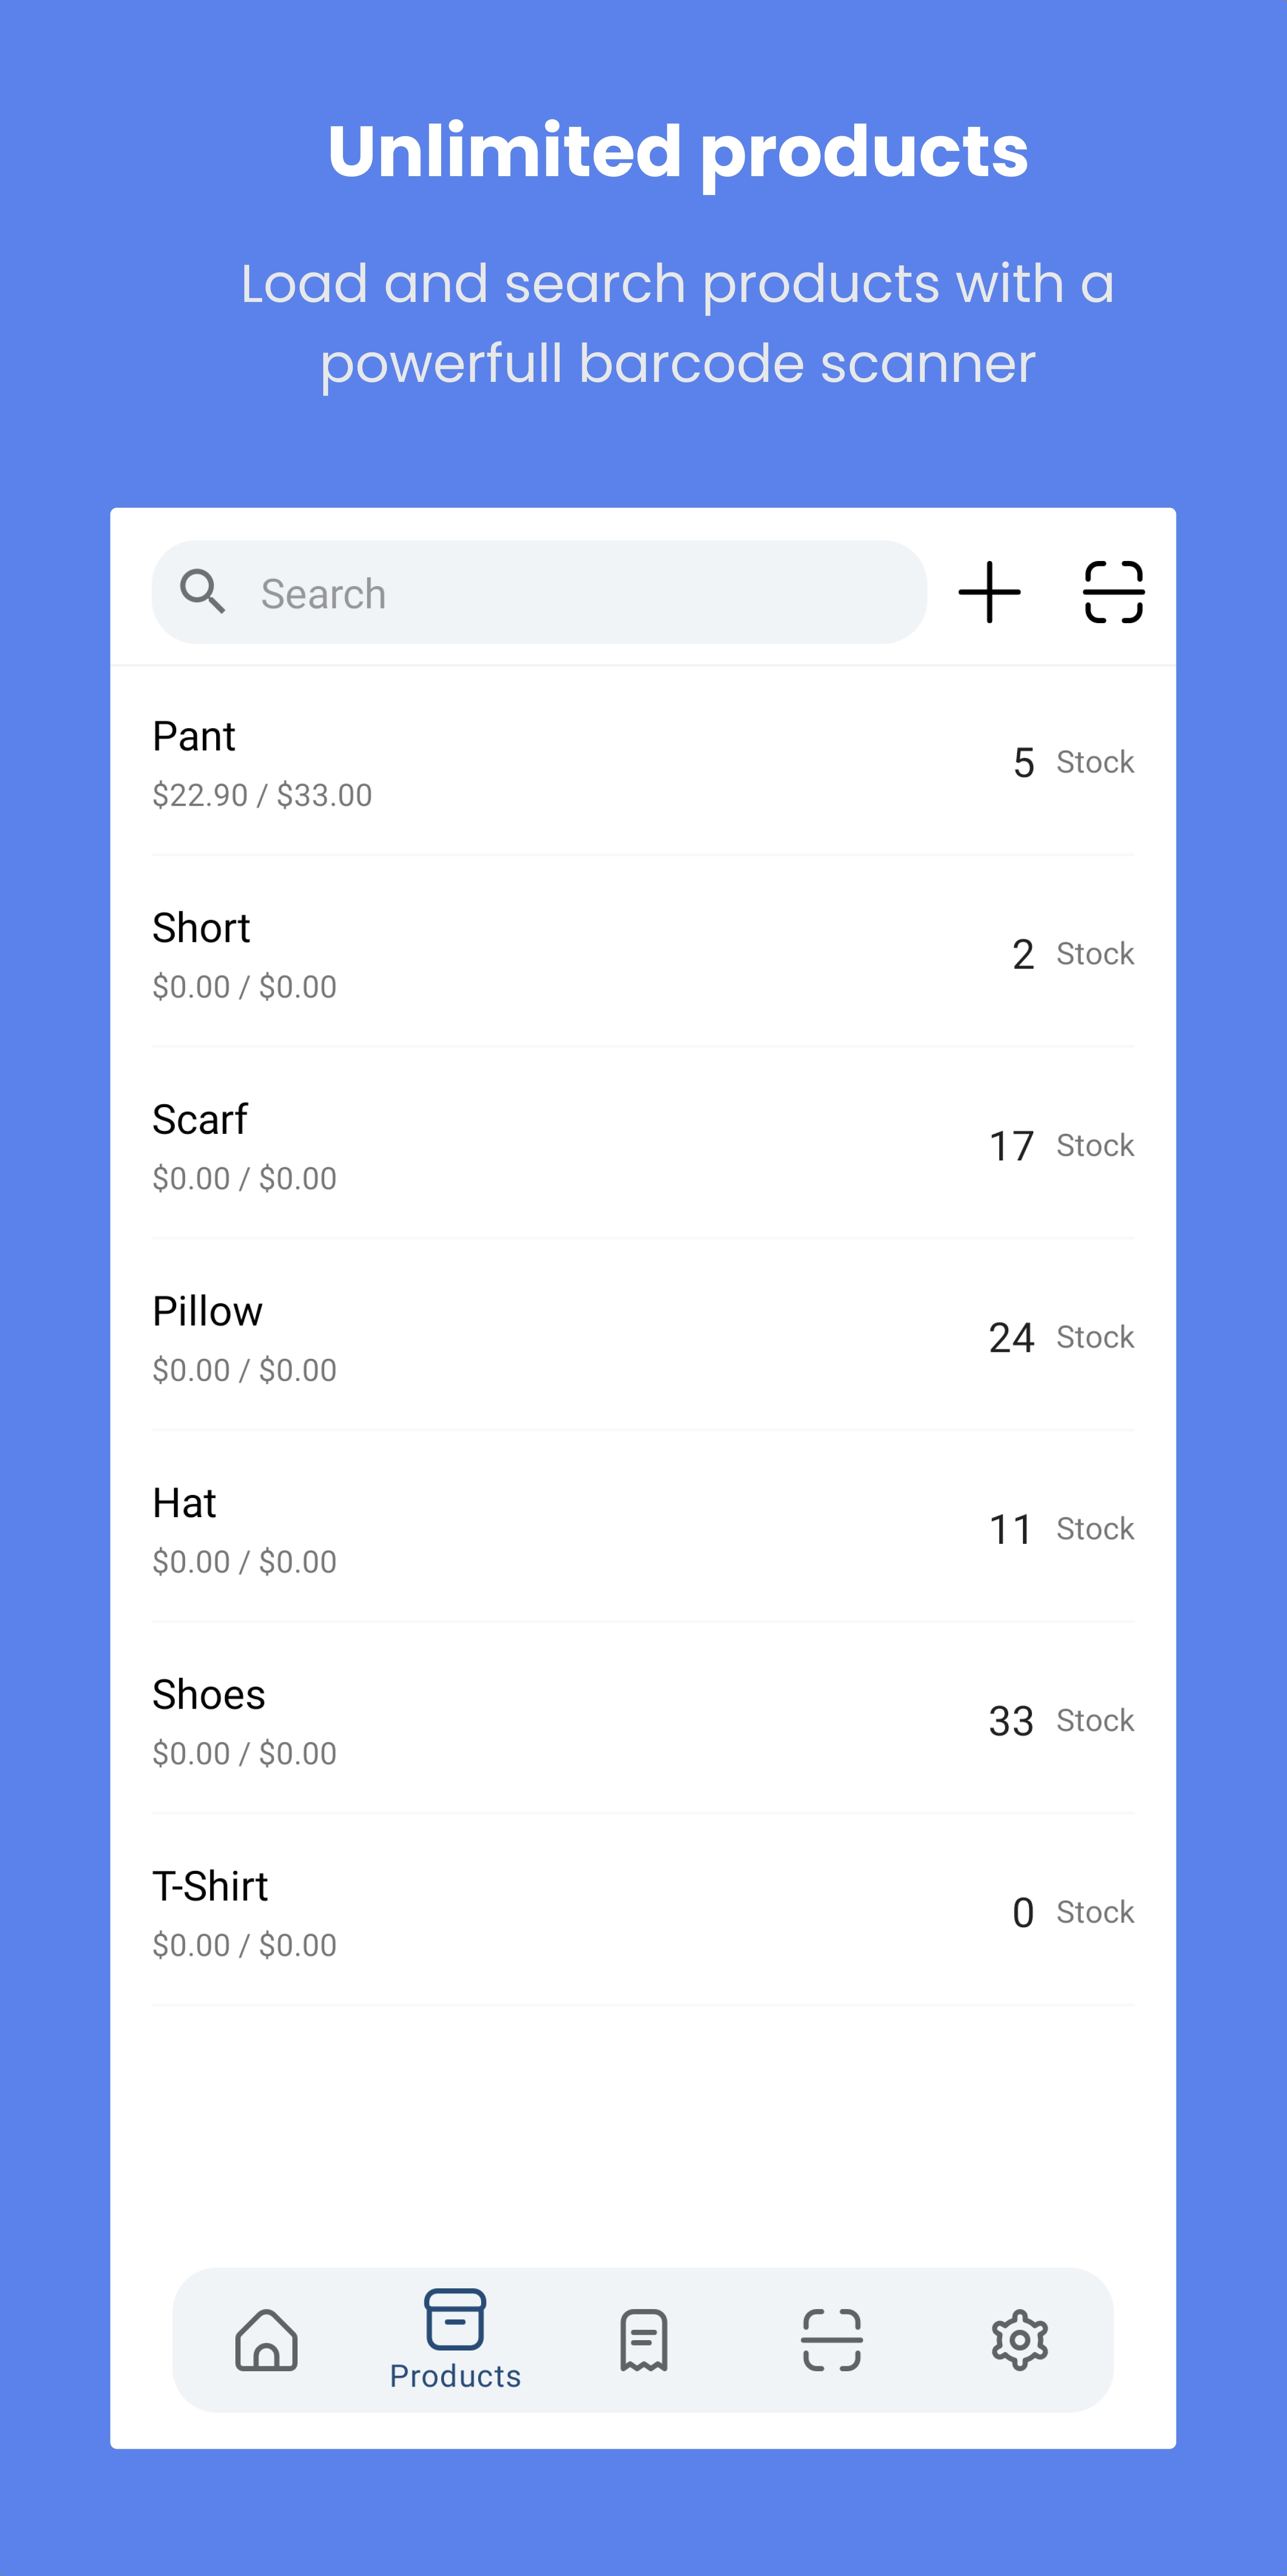 Unlimited products
Load and search products with a
powerfull barcode scanner
Search
Pant
$22.90 / $33.00
5 Stock
Short
$0.00 / $0.00
2 Stock
Scarf
$0.00 / $0.00
17 Stock
Pillow
$0.00 / $0.00
24 Stock
Hat
$0.00 / $0.00
11 Stock
Shoes
$0.00 / $0.00
33 Stock
T-Shirt
$0.00 / $0.00
0 Stock
Products